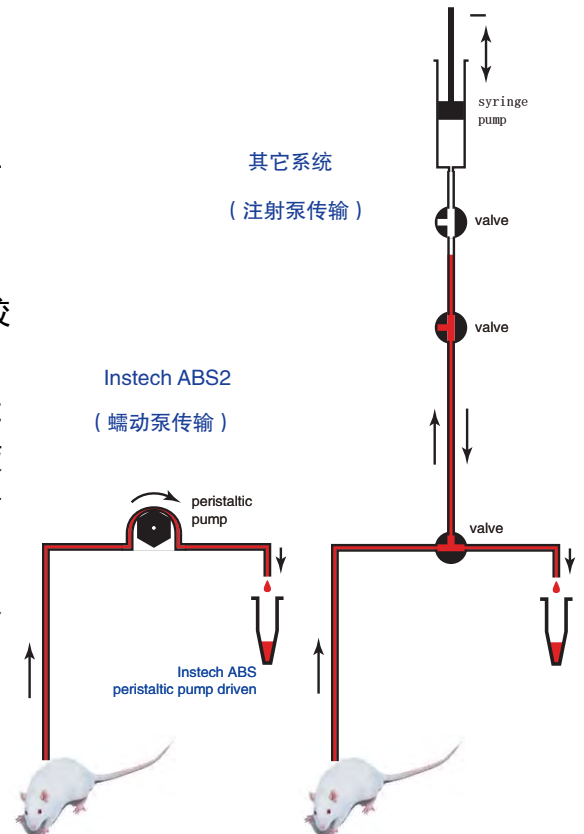 syringe
pump
其它系统
（注射泵传输）
valve
valve
Instech ABS2
（蠕动泵传输）
peristaltic
pump
valve
Instech ABS
peristaltic pump driven